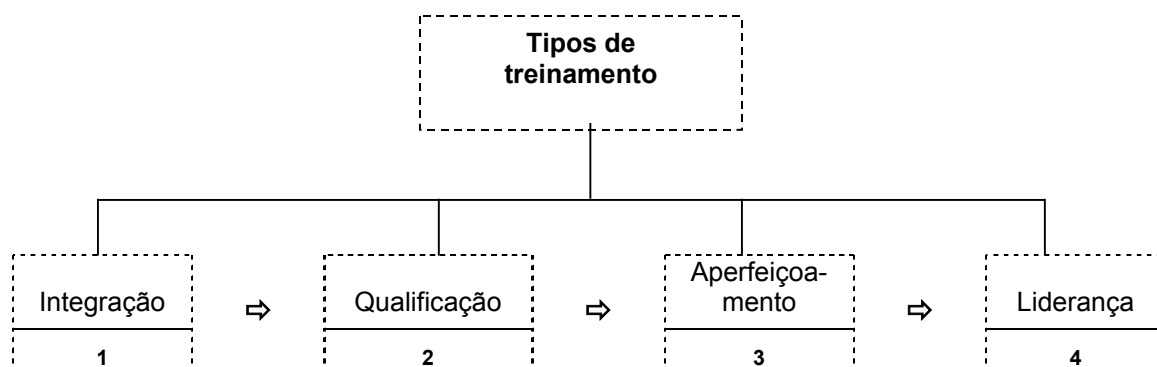 Tipos de
treinamento
Integração
Qualificação
Aperfeiçoa-
mento
Liderança
1
2
3
4